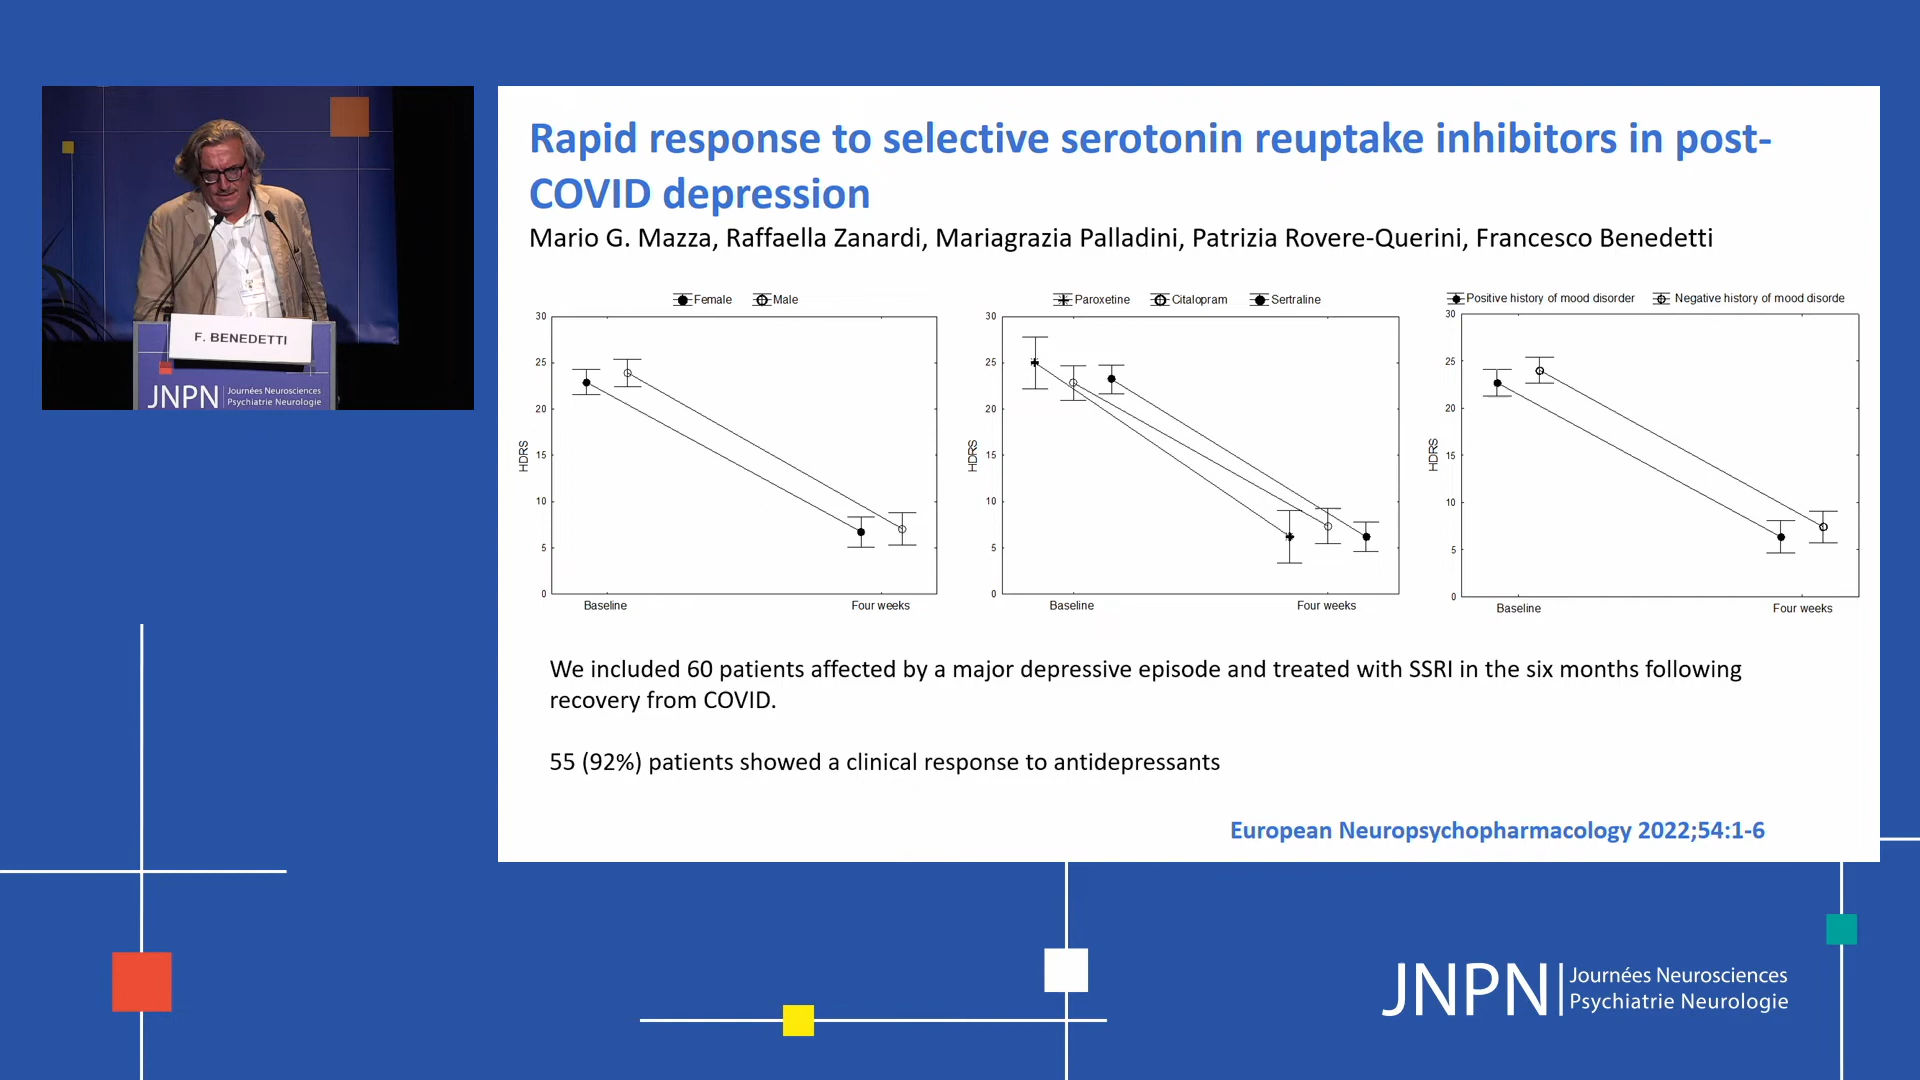 F. BENEDETTI
JNPN Journées Neurosciences
Psychiatrie Neurologie
Rapid response to selective serotonin reuptake inhibitors in post-
COVID depression
Mario G. Mazza, Raffaella Zanardi, Mariagrazia Palladini, Patrizia Rovere-Querini, Francesco Benedetti
Female Male
30
25
20
15
10
5
0
HDRS
Baseline Four weeks
Paroxetine Citalopram Sertraline
30
25
20
15
10
5
0
HDRS
Baseline Four weeks
Positive history of mood disorder Negative history of mood disorde
30
25
20
15
10
5
0
HDRS
Baseline Four weeks
We included 60 patients affected by a major depressive episode and treated with SSRI in the six months following
recovery from COVID.
55 (92%) patients showed a clinical response to antidepressants
European Neuropsychopharmacology 2022;54:1-6
JNPN Journées Neurosciences
Psychiatrie Neurologie